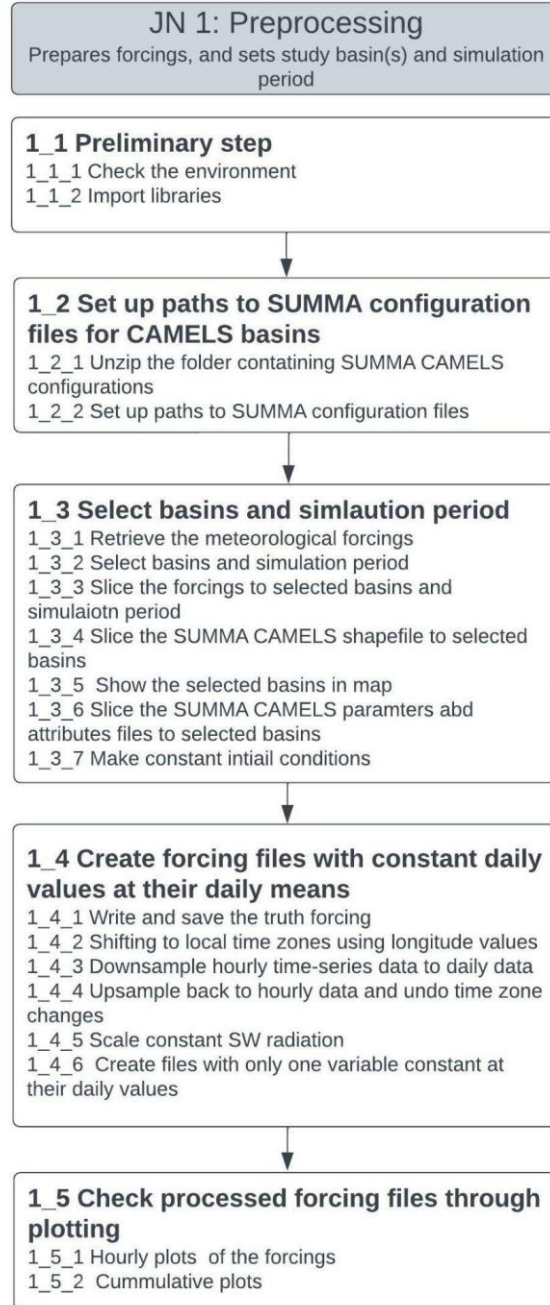 JN 1: Preprocessing
Prepares forcings, and sets study basin(s) and simulation
period
1_1 Preliminary step
1_1_1 Check the environment
1_1_2 Import libraries
1_2 Set up paths to SUMMA configuration
files for CAMELS basins
1_2_1 Unzip the folder contatining SUMMA CAMELS
configurations
1_2_2 Set up paths to SUMMA configuration files
1_3 Select basins and simlaution period
1_3_1 Retrieve the meteorological forcings
1_3_2 Select basins and simulation period
1_3_3 Slice the forcings to selected basins and
simulaiotn period
1_3_4 Slice the SUMMA CAMELS shapefile to selected
basins
1_3_5 Show the selected basins in map
1_3_6 Slice the SUMMA CAMELS paramters abd
attributes files to selected basins
1_3_7 Make constant intiail conditions
1_4 Create forcing files with constant daily
values at their daily means
1_4_1 Write and save the truth forcing
1_4_2 Shifting to local time zones using longitude values
1_4_3 Downsample hourly time-series data to daily data
1_4_4 Upsample back to hourly data and undo time zone
changes
1_4_5 Scale constant SW radiation
1_4_6 Create files with only one variable constant at
their daily values
1_5 Check processed forcing files through
plotting
1_5_1 Hourly plots of the forcings
1_5_2 Cummulative plots